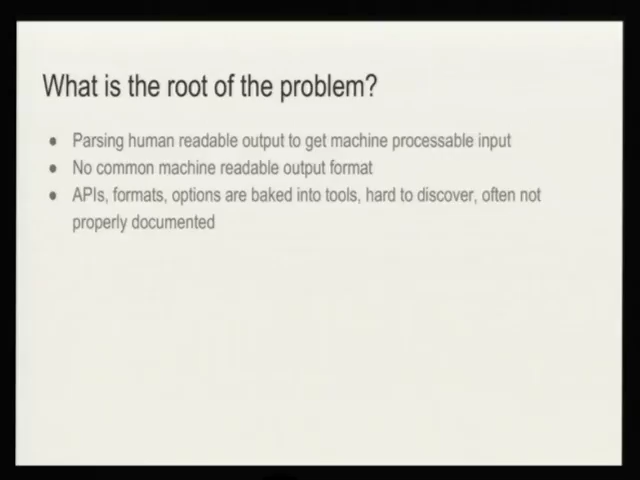 What is the root of the problem?
● Parsing human readable output to get machine processable input
● No common machine readable output format
● APIs, formats, options are baked into tools, hard to discover, often not
properly documented